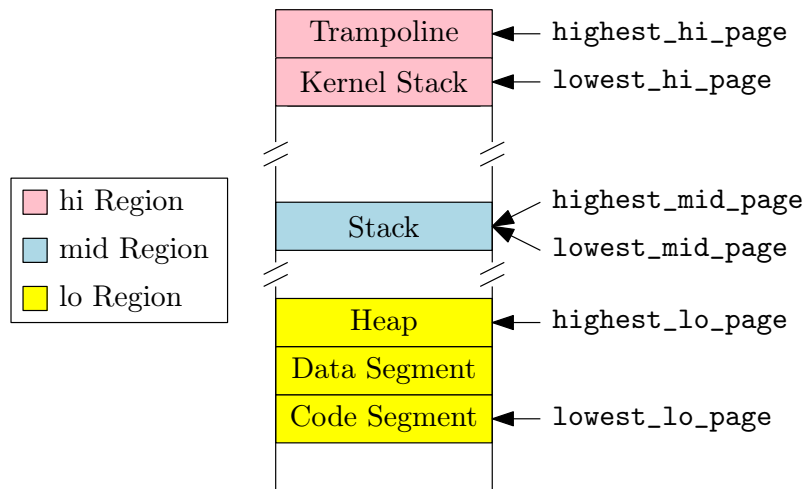 Trampoline
highest_hi_page
Kernel Stack
lowest_hi_page
hi Region
mid Region
lo Region
highest_mid_page
Stack
lowest_mid_page
Heap
highest_lo_page
Data Segment
Code Segment
lowest_lo_page